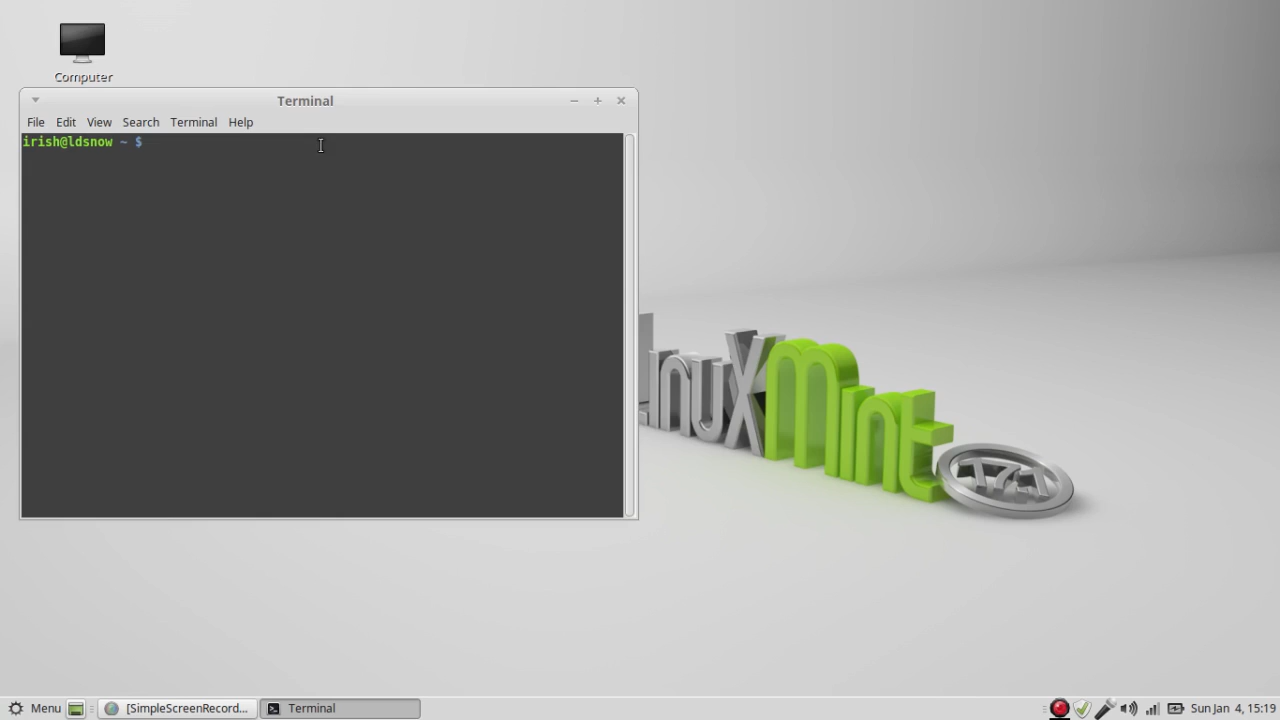 Computer
Terminal
File Edit View Search Terminal Help
irish@ldsnow ~ $
LinuxMint 17.1
Menu [SimpleScreenRecord... Terminal Sun Jan 4, 15:19